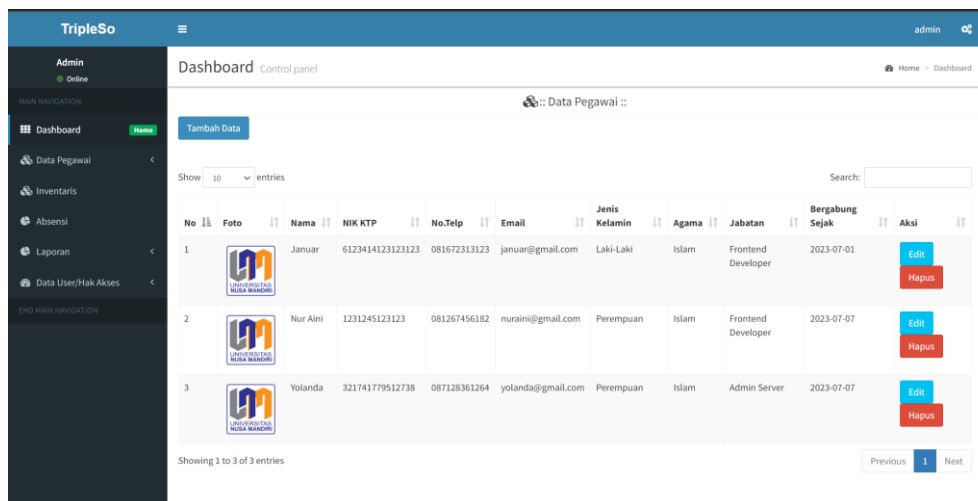 TripleSo
admin
Admin
Online
Dashboard Control panel
Home > Dashboard
MAIN NAVIGATION
:: Data Pegawai ::
Dashboard Home
Tambah Data
Data Pegawai
Inventaris
Absensi
Laporan
Data User/Hak Akses
END MAIN NAVIGATION
Show 10 entries
Search:
No Foto Nama NIK KTP No.Telp Email Jenis Kelamin Agama Jabatan Bergabung Sejak Aksi
1 UNIVERSITAS NUSA MANDIRI Januar 6123414123123123 081672313123 januar@gmail.com Laki-Laki Islam Frontend Developer 2023-07-01 Edit Hapus
2 UNIVERSITAS NUSA MANDIRI Nur Aini 1231245123123 081267456182 nuraini@gmail.com Perempuan Islam Frontend Developer 2023-07-07 Edit Hapus
3 UNIVERSITAS NUSA MANDIRI Yolanda 321741779512738 087128361264 yolanda@gmail.com Perempuan Islam Admin Server 2023-07-07 Edit Hapus
Showing 1 to 3 of 3 entries
Previous 1 Next